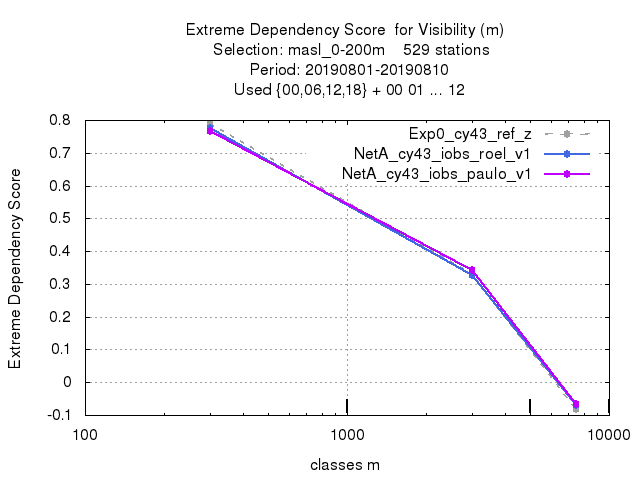 Extreme Dependency Score  for Visibility (m)
Selection: masl_0-200m    529 stations
Period: 20190801-20190810
Used {00,06,12,18} + 00 01 ... 12
Exp0_cy43_ref_z
NetA_cy43_iobs_roel_v1
NetA_cy43_iobs_paulo_v1
Extreme Dependency Score
0.8
0.7
0.6
0.5
0.4
0.3
0.2
0.1
0
-0.1
100 1000 10000
classes m